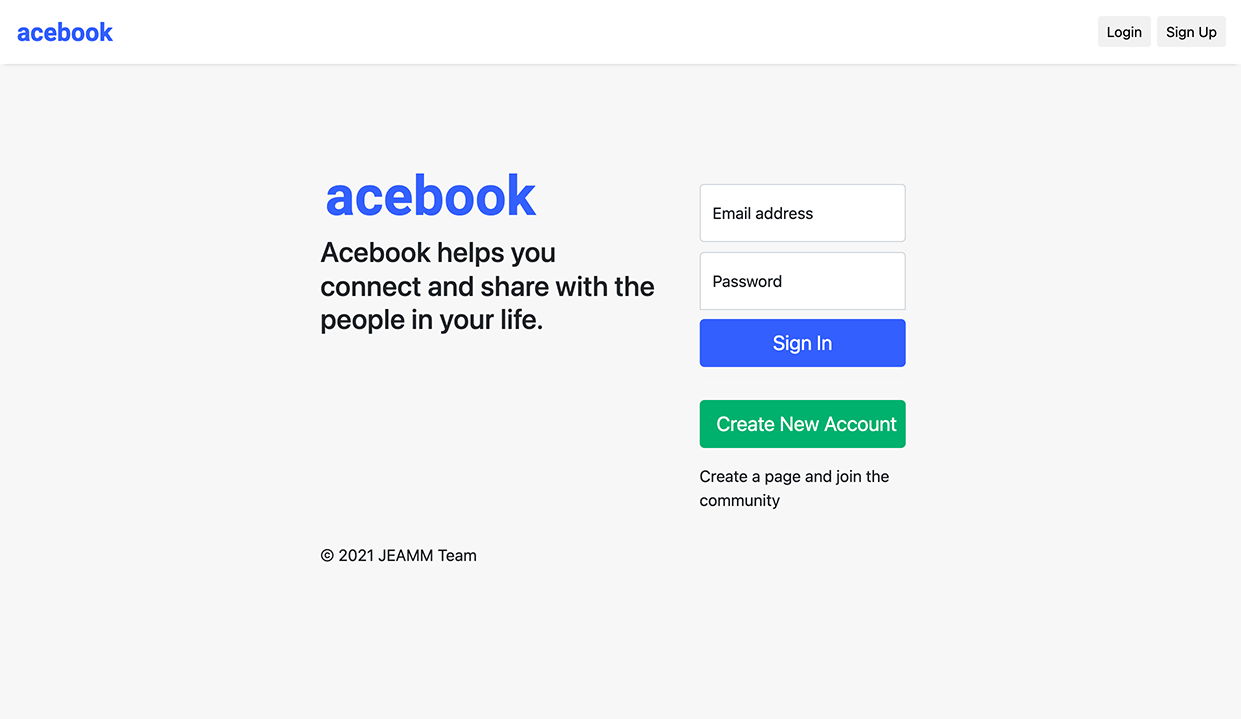 acebook
Login
Sign Up
acebook
Acebook helps you
connect and share with the
people in your life.
Email address
Password
Sign In
Create New Account
Create a page and join the
community
© 2021 JEAMM Team